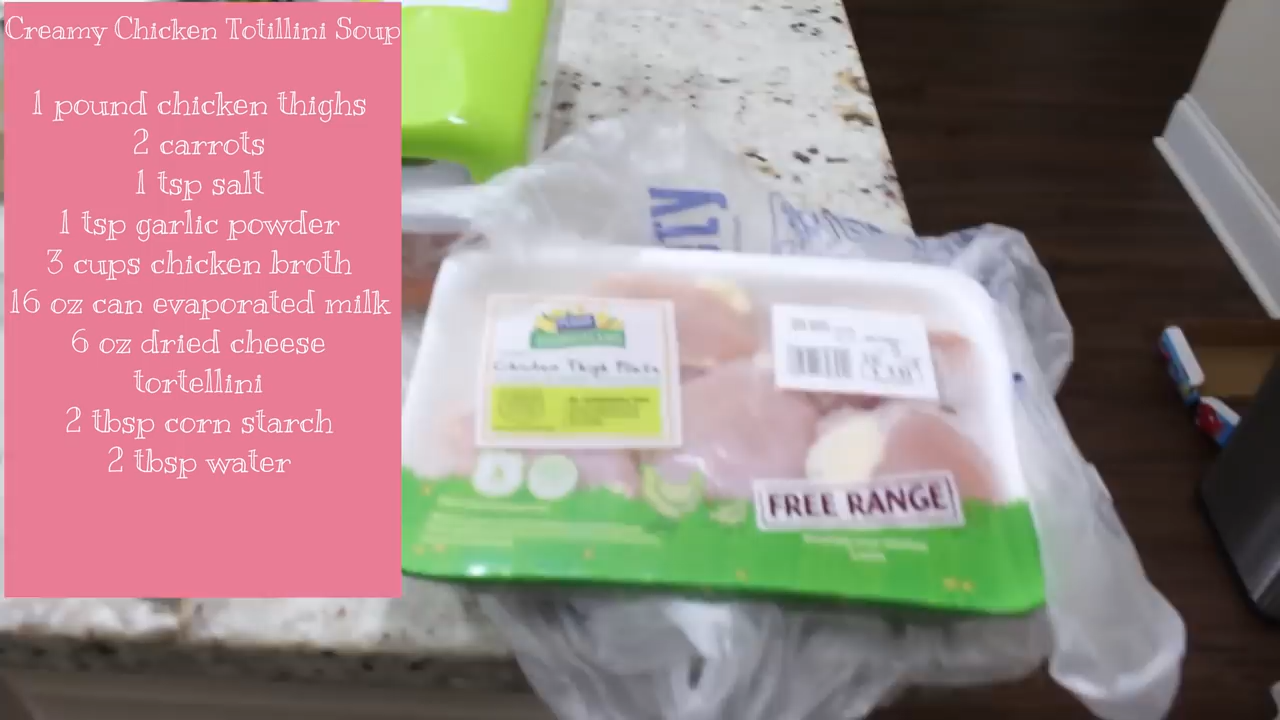 Creamy Chicken Totillini Soup
1 pound chicken thighs
2 carrots
1 tsp salt
1 tsp garlic powder
3 cups chicken broth
16 oz can evaporated milk
6 oz dried cheese
tortellini
2 tbsp corn starch
2 tbsp water
Chicken Thigh
FREE RANGE